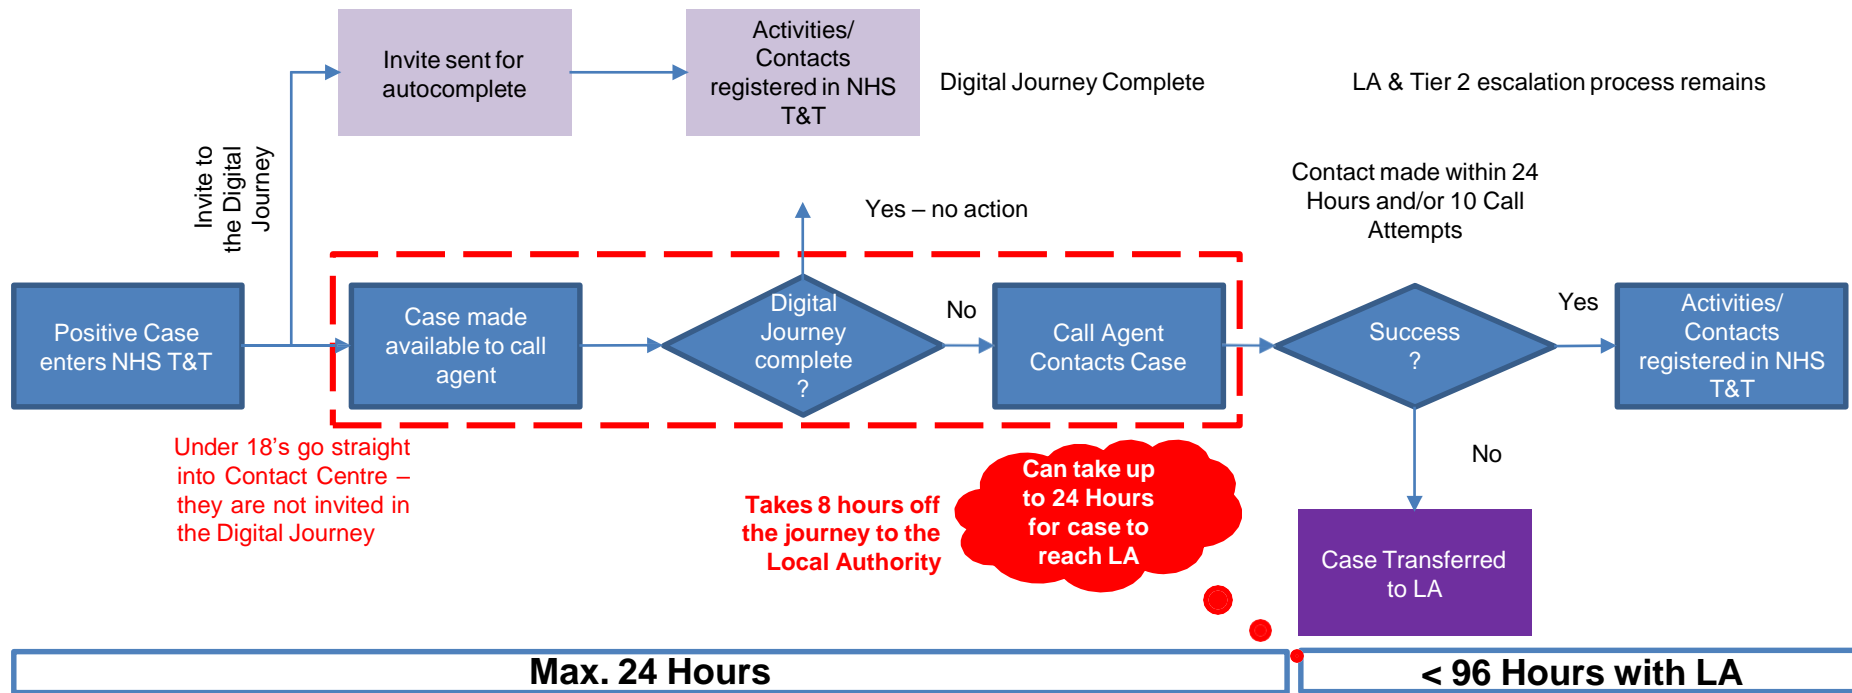 Invite sent for
autocomplete
Activities/
Contacts
registered in NHS
T&T
Digital Journey Complete
LA & Tier 2 escalation process remains
Invite to
the Digital
Journey
Yes – no action
Contact made within 24
Hours and/or 10 Call
Attempts
Positive Case
enters NHS T&T
Case made
available to call
agent
Digital
Journey
complete
?
No
Call Agent
Contacts Case
Success
?
Yes
Activities/
Contacts
registered in NHS
T&T
Under 18’s go straight
into Contact Centre –
they are not invited in
the Digital Journey
Takes 8 hours off
the journey to the
Local Authority
Can take up
to 24 Hours
for case to
reach LA
No
Case Transferred
to LA
Max. 24 Hours
< 96 Hours with LA